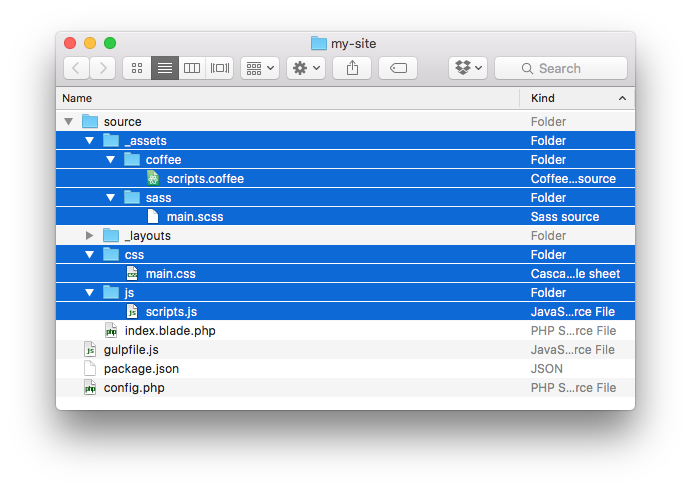 my-site
Search
Name Kind
source Folder
_assets Folder
coffee Folder
scripts.coffee Coffee...source
sass Folder
main.scss Sass source
_layouts Folder
css Folder
main.css Casca...le sheet
js Folder
scripts.js JavaS...rce File
index.blade.php PHP S...rce File
gulpfile.js JavaS...rce File
package.json JSON
config.php PHP S...rce File